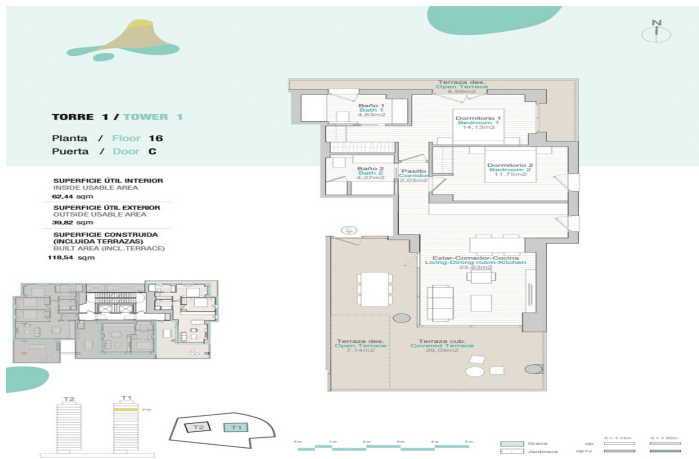 N
TORRE 1 / TOWER 1
Planta / Floor 16
Puerta / Door C
SUPERFICIE ÚTIL INTERIOR
INSIDE USABLE AREA
62,44 sqm
SUPERFICIE ÚTIL EXTERIOR
OUTSIDE USABLE AREA
39,82 sqm
SUPERFICIE CONSTRUIDA
(INCLUIDA TERRAZAS)
BUILT AREA (INCL.TERRACE)
118,54 sqm
Terraza des.
Open Terrace
Baño 1
Bath 1
4,63m2
Dormitorio 1
Bedroom 1
14,13m2
Baño 2
Bath 2
4,27m2
Pasillo
Corridor
2,03m2
Dormitorio 2
Bedroom 2
11,75m2
Estar-Comedor-Cocina
Living-Dining room-Kitchen
25,63m2
Terraza des.
Open Terrace
7,14m2
Terraza cub.
Covered Terrace
26,09m2
T2
T1
T2
T1
Grava
Jardinera